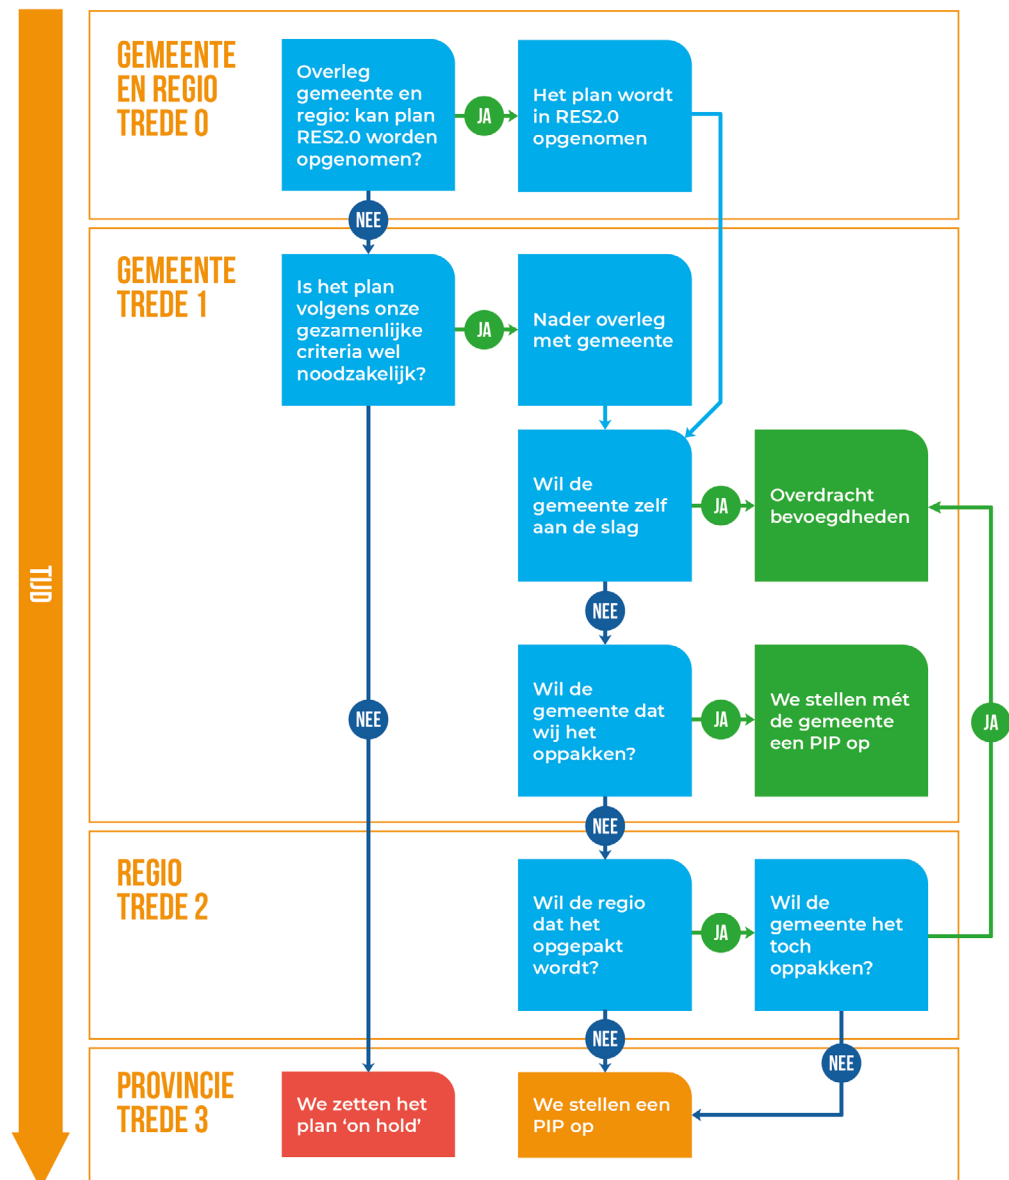 GEMEENTE
EN REGIO
TREDE 0
Overleg
gemeente en
regio: kan plan
RES2.0 worden
opgenomen?
JA
Het plan wordt
in RES2.0
opgenomen
NEE
GEMEENTE
TREDE 1
Is het plan
volgens onze
gezamenlijke
criteria wel
noodzakelijk?
JA
Nader overleg
met gemeente
Wil de
gemeente zelf
aan de slag
JA
Overdracht
bevoegdheden
TIJD
NEE
Wil de
gemeente dat
wij het
oppakken?
JA
We stellen mét
de gemeente
een PIP op
NEE
JA
NEE
REGIO
TREDE 2
Wil de regio
dat het
opgepakt
wordt?
JA
Wil de
gemeente het
toch
oppakken?
NEE
NEE
PROVINCIE
TREDE 3
We zetten het
plan ‘on hold’
We stellen een
PIP op